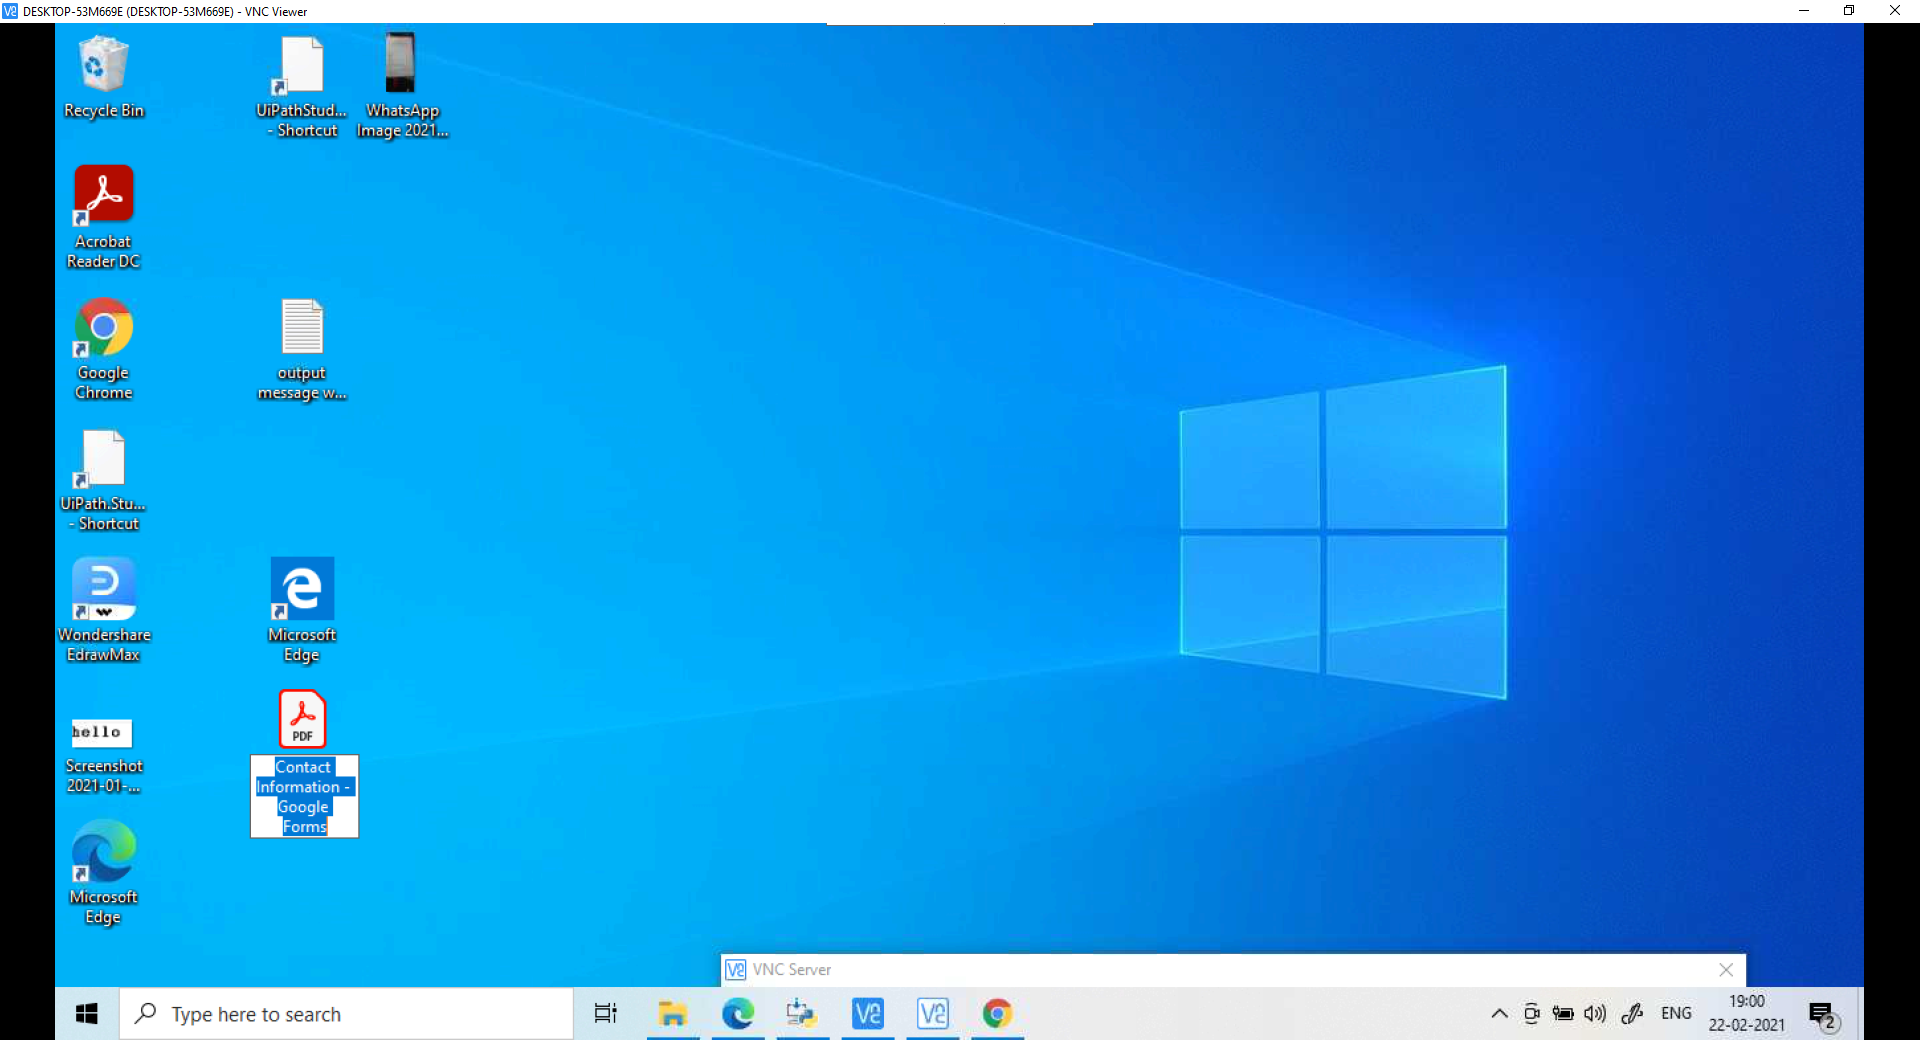 DESKTOP-53M669E (DESKTOP-53M669E) - VNC Viewer
Recycle Bin
UiPathStud...
- Shortcut
WhatsApp
Image 2021...
Acrobat
Reader DC
Google
Chrome
output
message w...
UiPath.Stu...
- Shortcut
Wondershare
EdrawMax
Microsoft
Edge
hello
Screenshot
2021-01-...
PDF
Contact
Information -
Google
Forms
Microsoft
Edge
VNC Server
Type here to search
ENG
19:00
22-02-2021
2